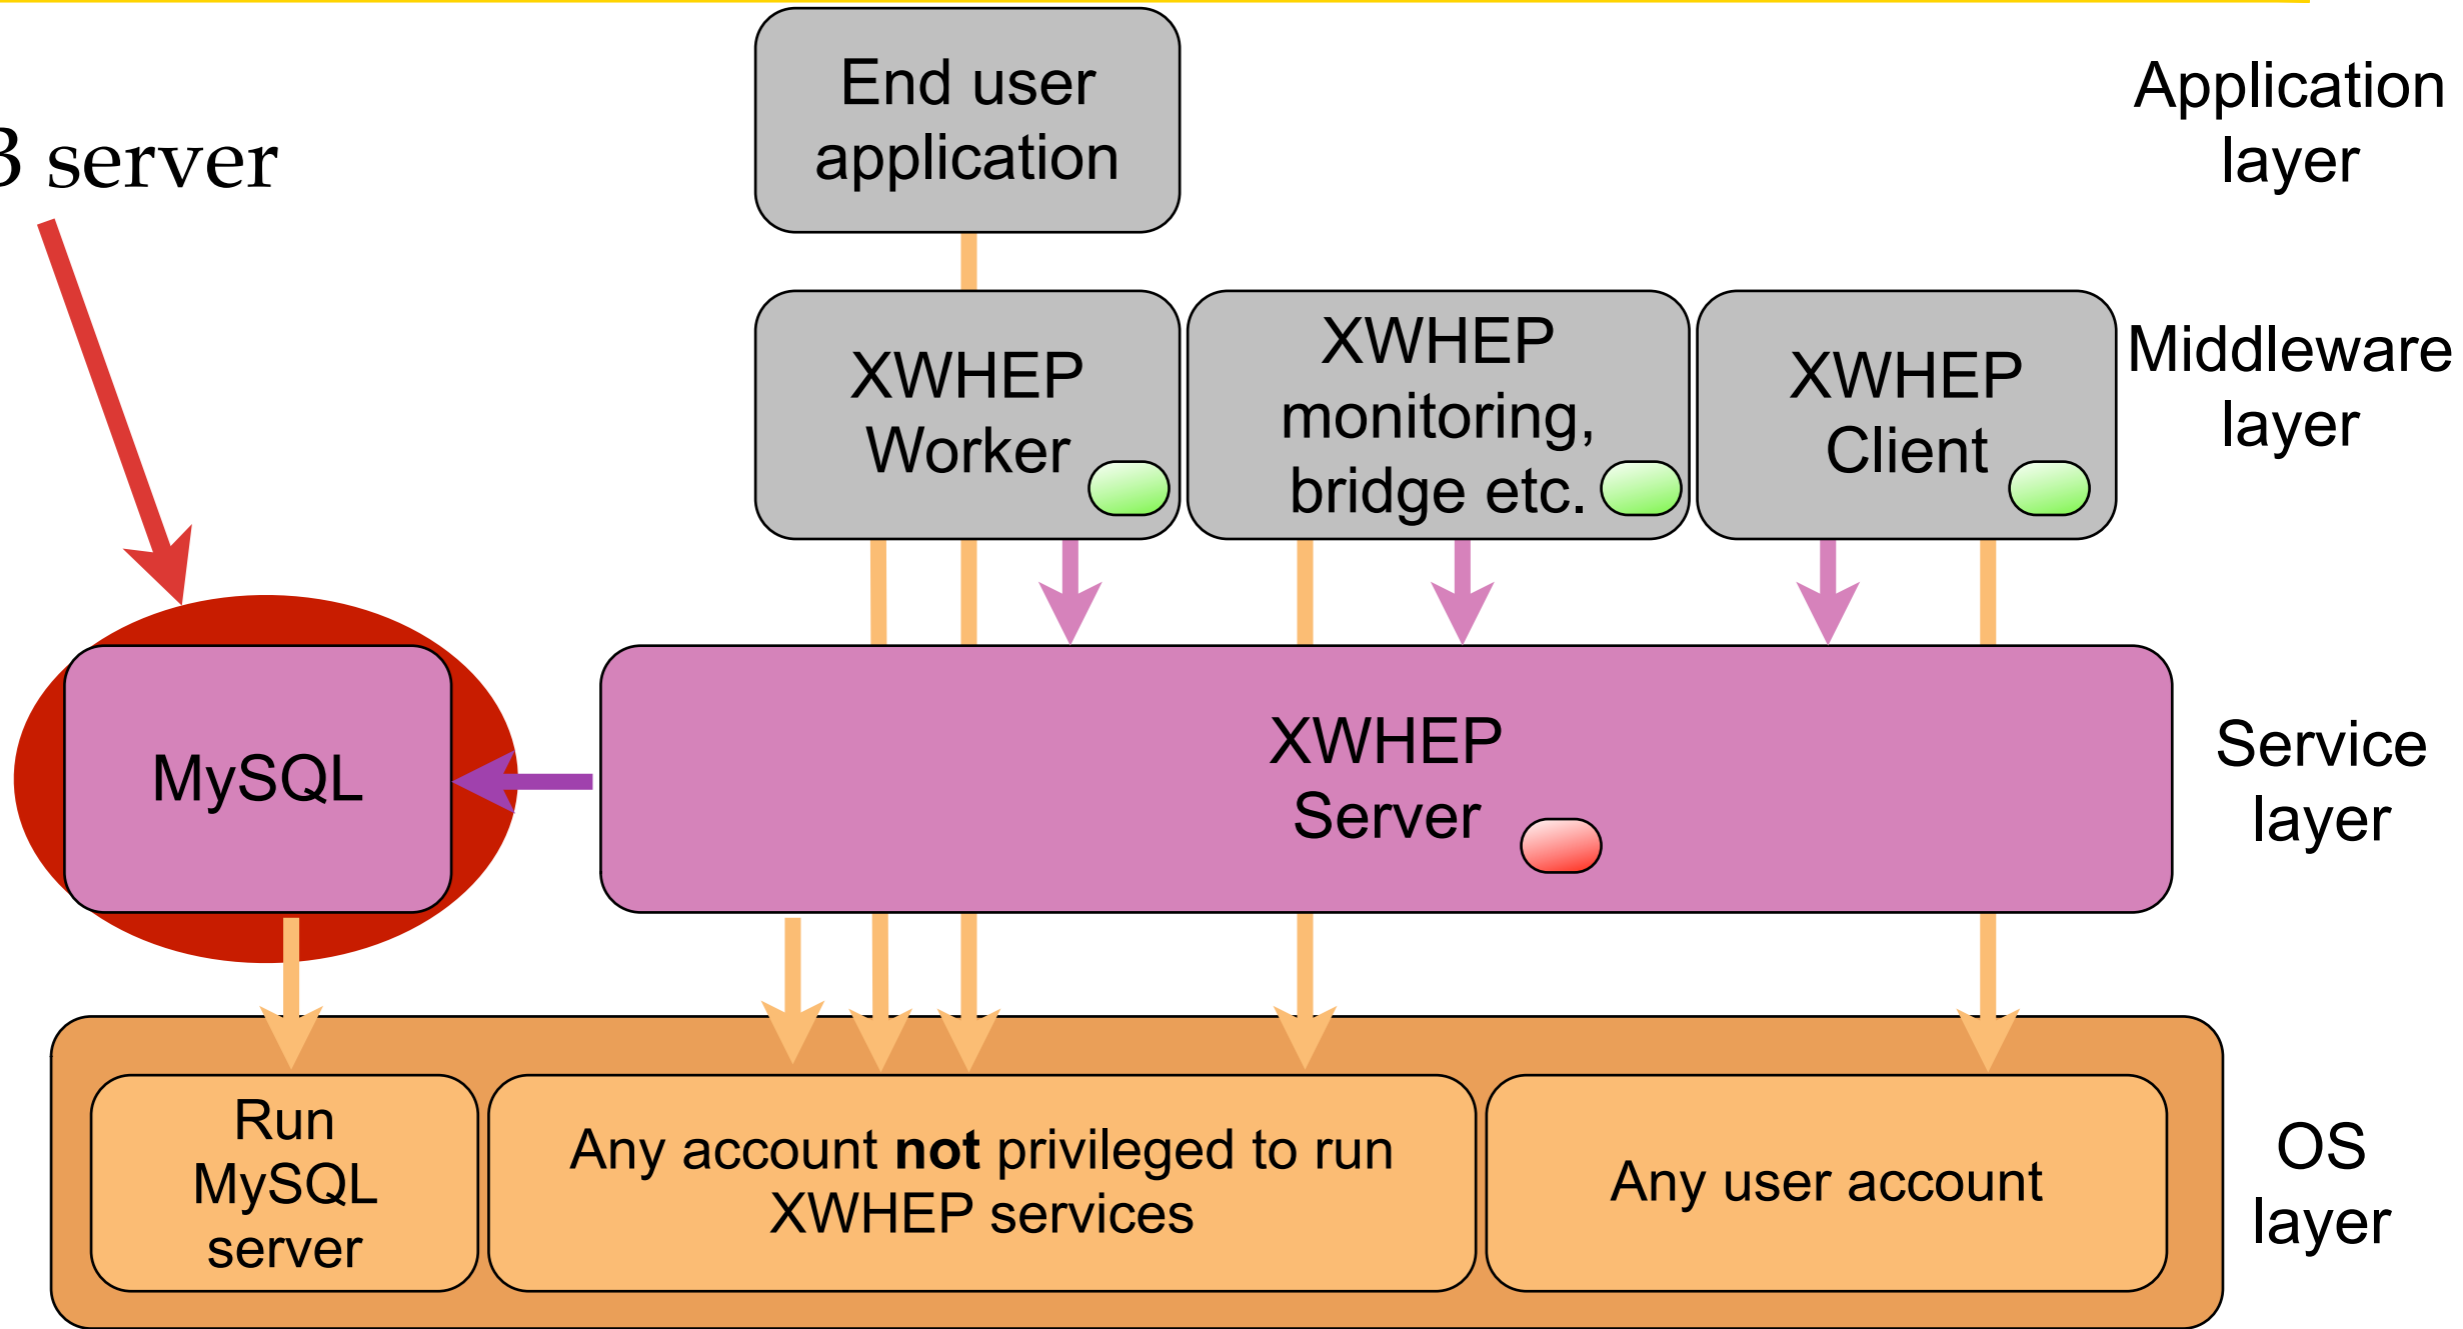 End user
application
Application
layer
server
XWHEP
Worker
XWHEP
monitoring,
bridge etc.
XWHEP
Client
Middleware
layer
MySQL
XWHEP
Server
Service
layer
Run
MySQL
server
Any account not privileged to run
XWHEP services
Any user account
OS
layer